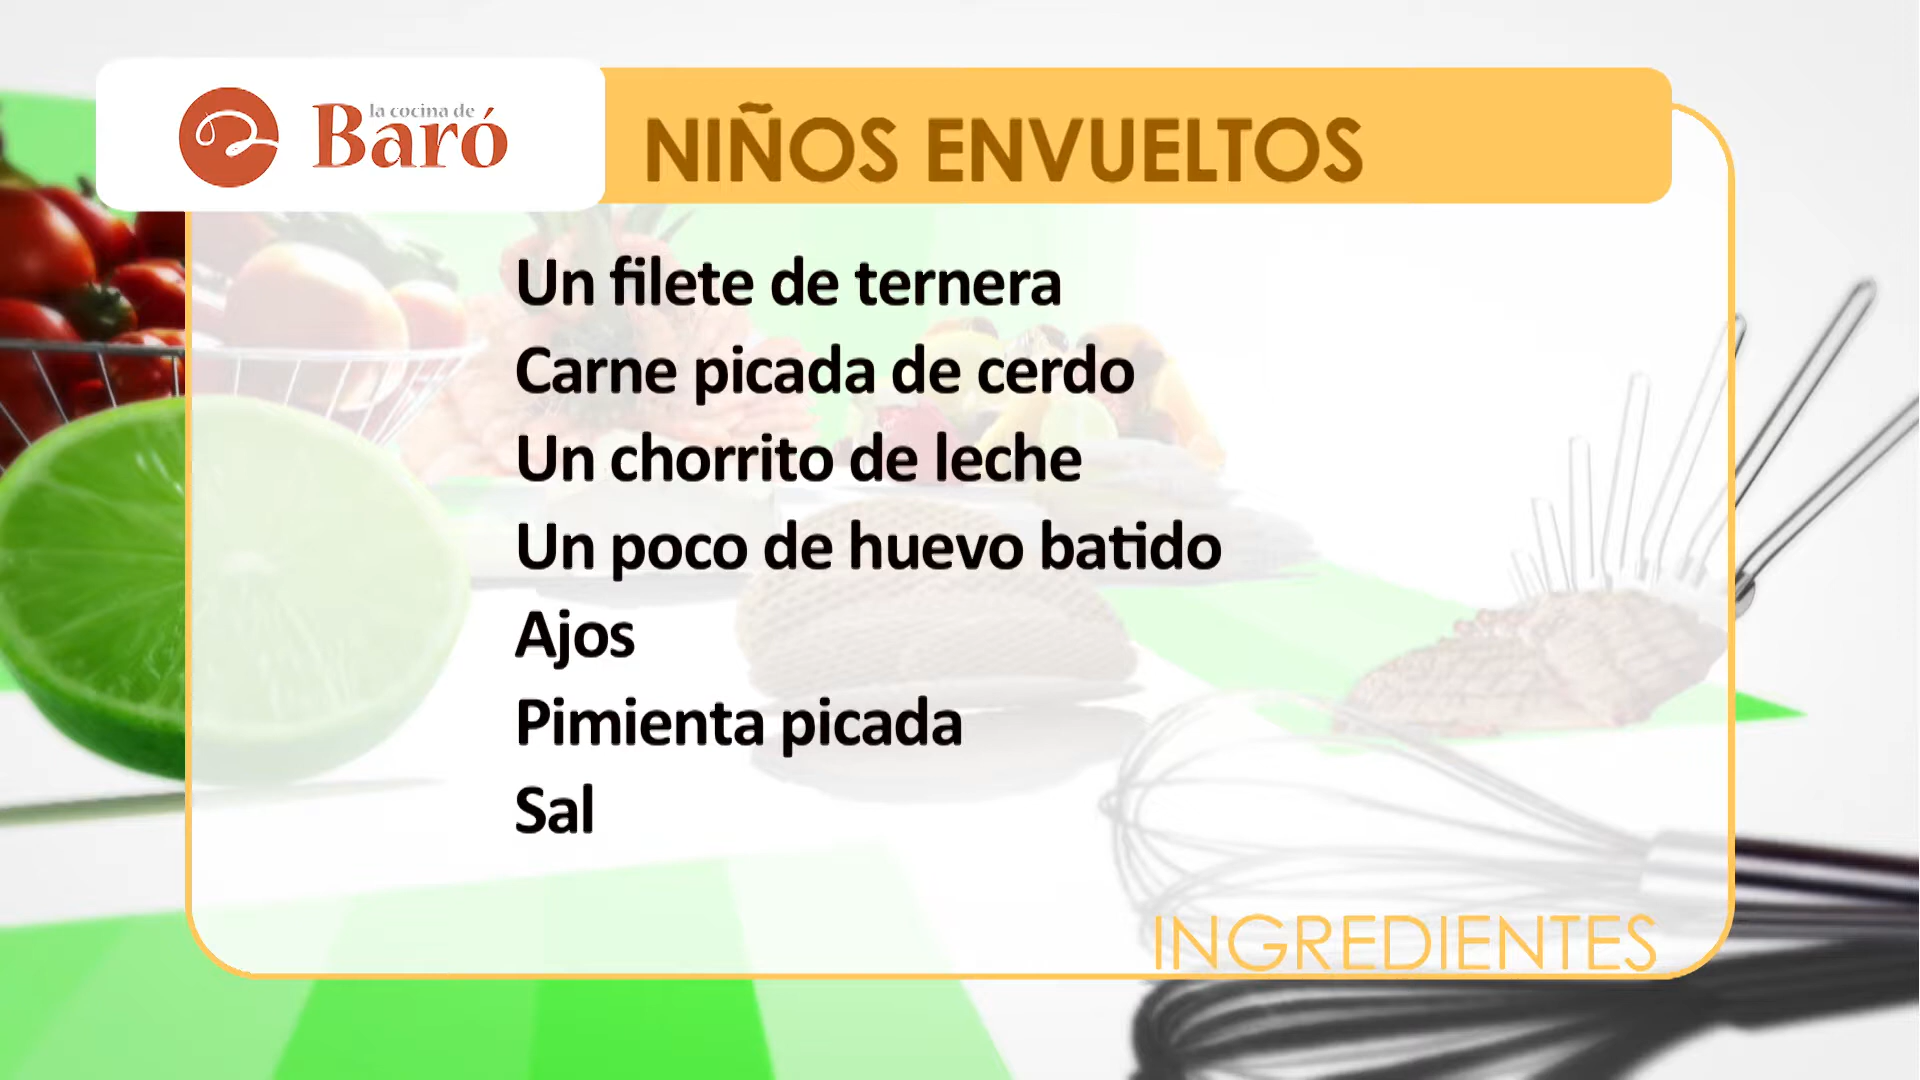 la cocina de
Baró
NIÑOS ENVUELTOS
Un filete de ternera
Carne picada de cerdo
Un chorrito de leche
Un poco de huevo batido
Ajos
Pimienta picada
Sal
INGREDIENTES